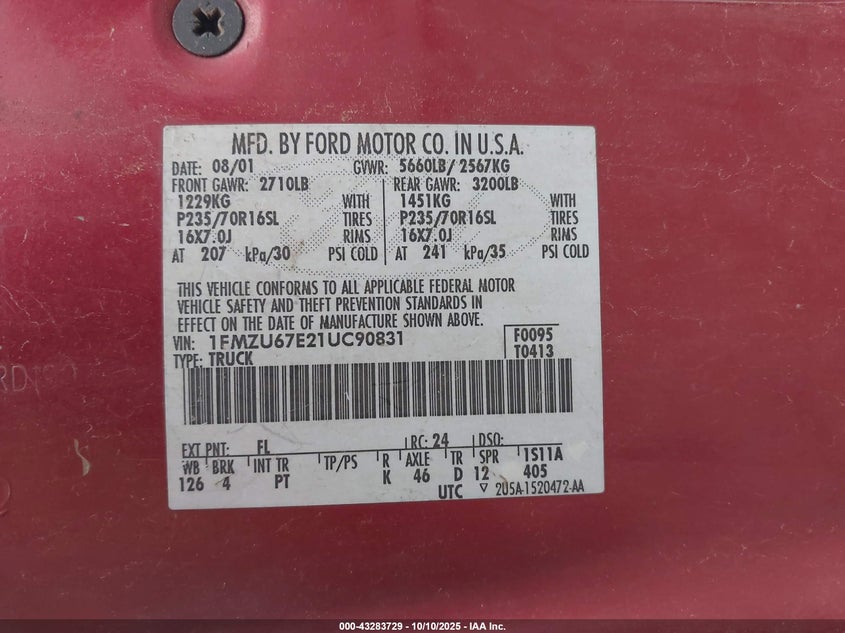 MFD. BY FORD MOTOR CO. IN U.S.A.
DATE: 08/01 GVWR: 5660LB/ 2567KG
FRONT GAWR: 2710LB REAR GAWR: 3200LB
1229KG WITH 1451KG WITH
P235/70R16SL TIRES P235/70R16SL TIRES
16X7.0J RIMS 16X7.0J RIMS
AT 207 kPa/30 PSI COLD AT 241 kPa/35 PSI COLD
THIS VEHICLE CONFORMS TO ALL APPLICABLE FEDERAL MOTOR
VEHICLE SAFETY AND THEFT PREVENTION STANDARDS IN
EFFECT ON THE DATE OF MANUFACTURE SHOWN ABOVE.
VIN: 1FMZU67E21UC90831 F0095
TYPE: TRUCK T0413
EXT PNT: FL RC: 24 DSO:
WB BRK INT TR TP/PS R AXLE TR SPR 1S11A
126 4 PT K 46 D 12 405
UTC ▽ 2U5A-1520472-AA
000-43283729 - 10/10/2025 - IAA Inc.